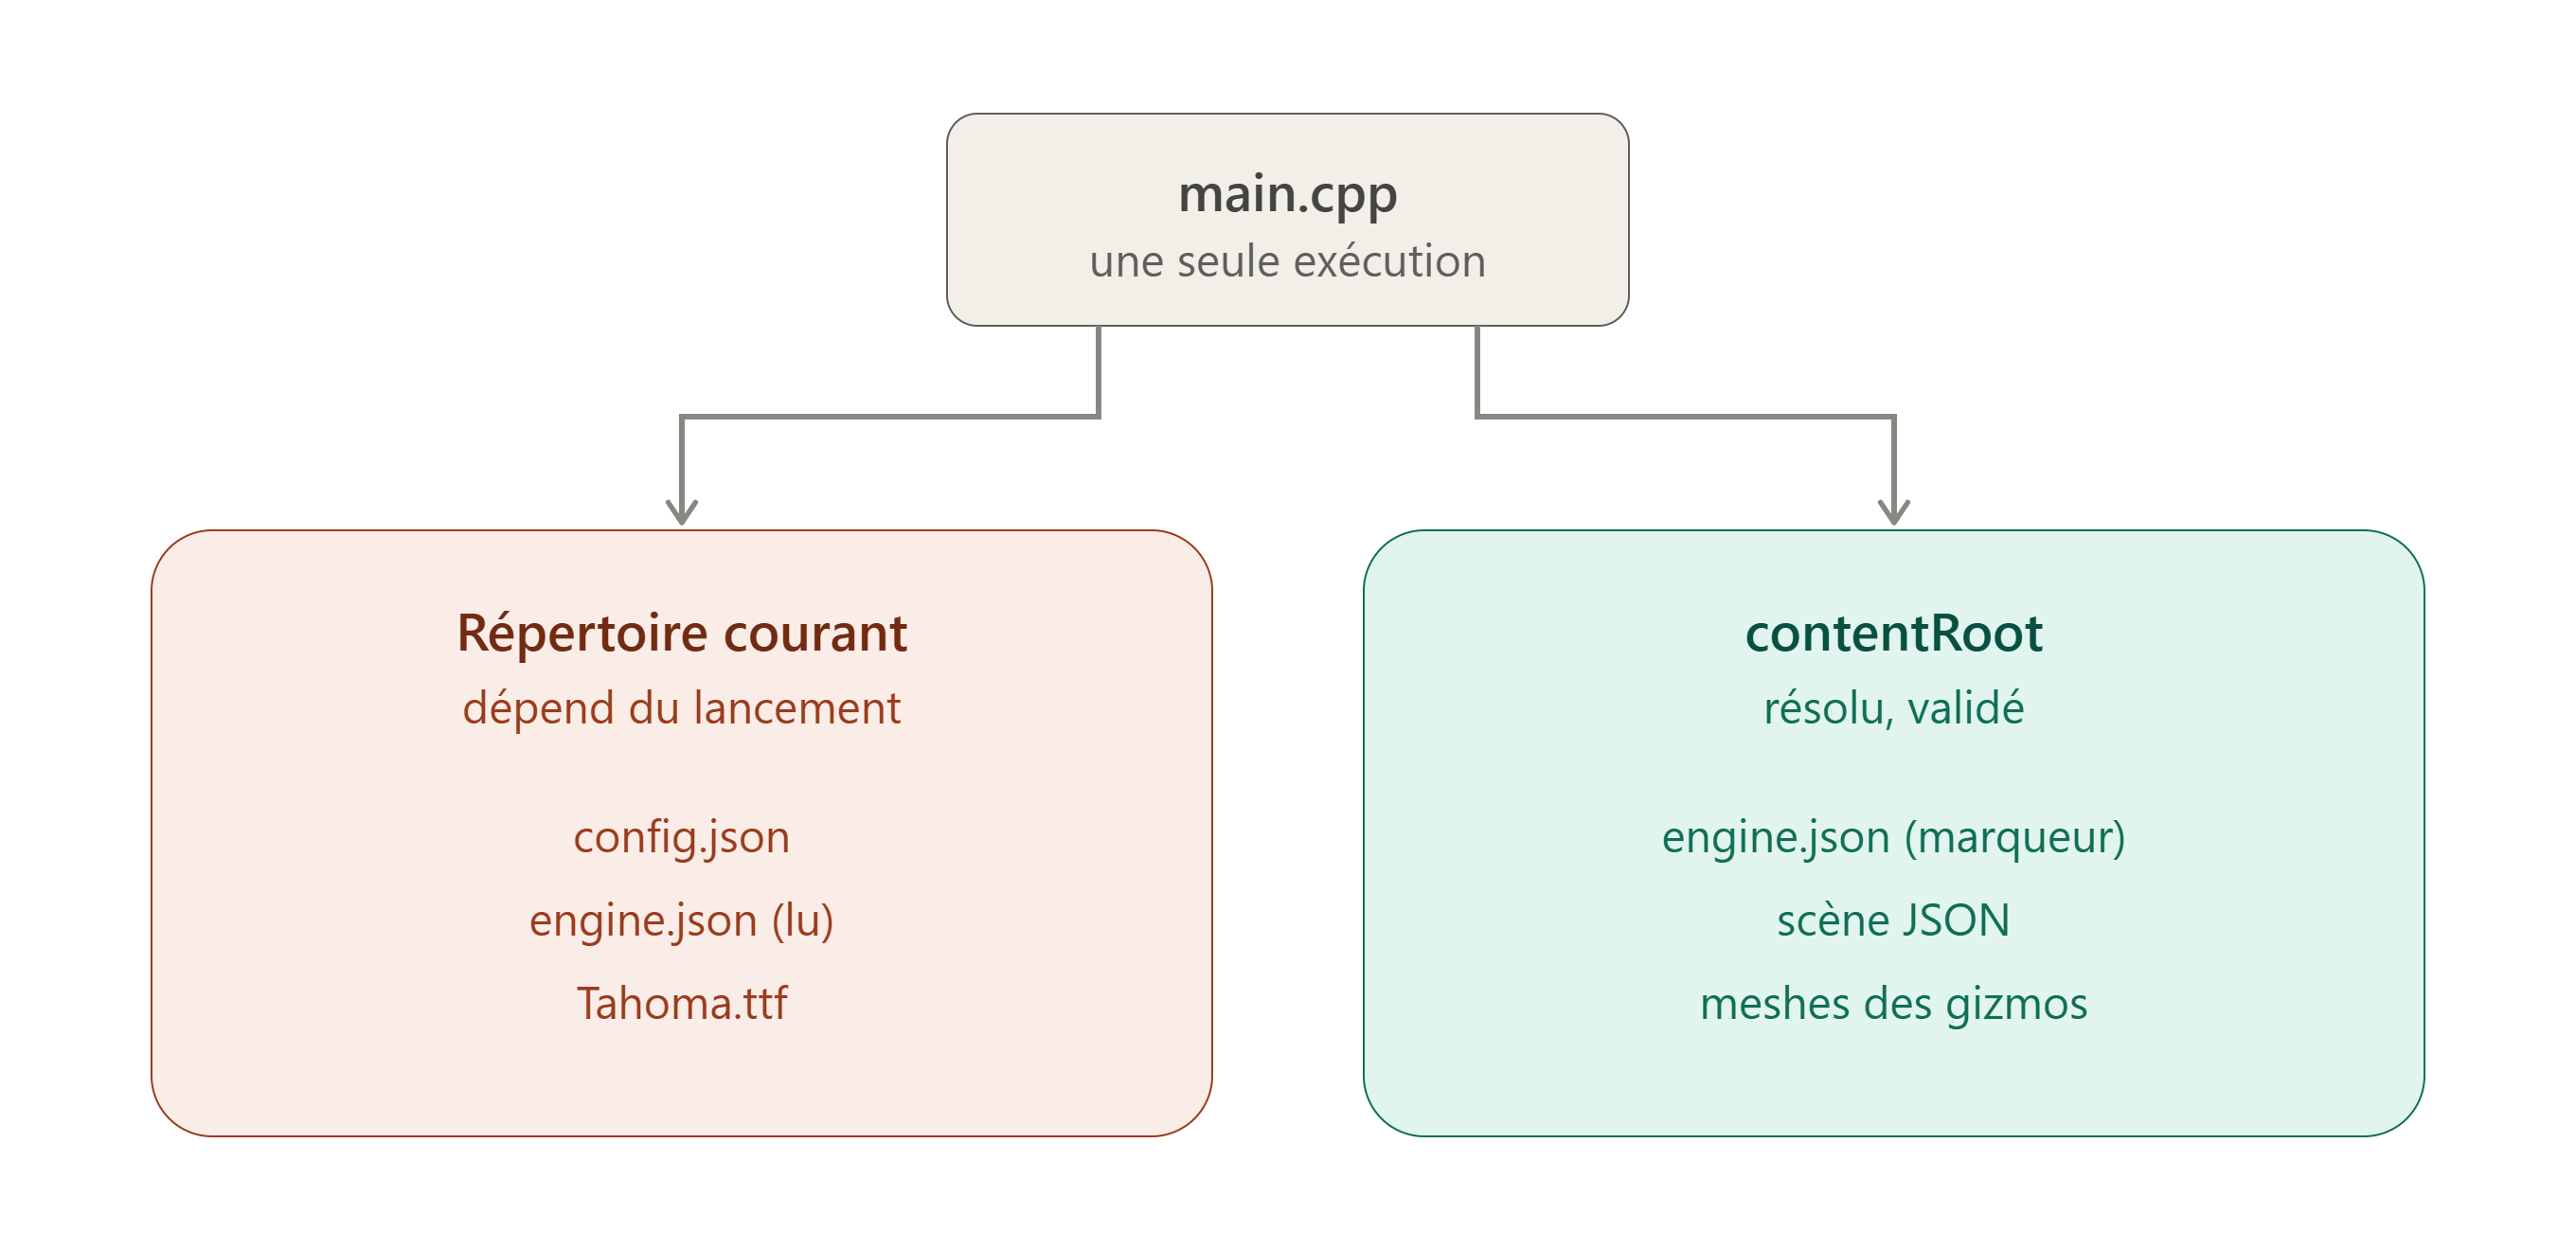 main.cpp
une seule exécution
Répertoire courant
dépend du lancement
config.json
engine.json (lu)
Tahoma.ttf
contentRoot
résolu, validé
engine.json (marqueur)
scène JSON
meshes des gizmos